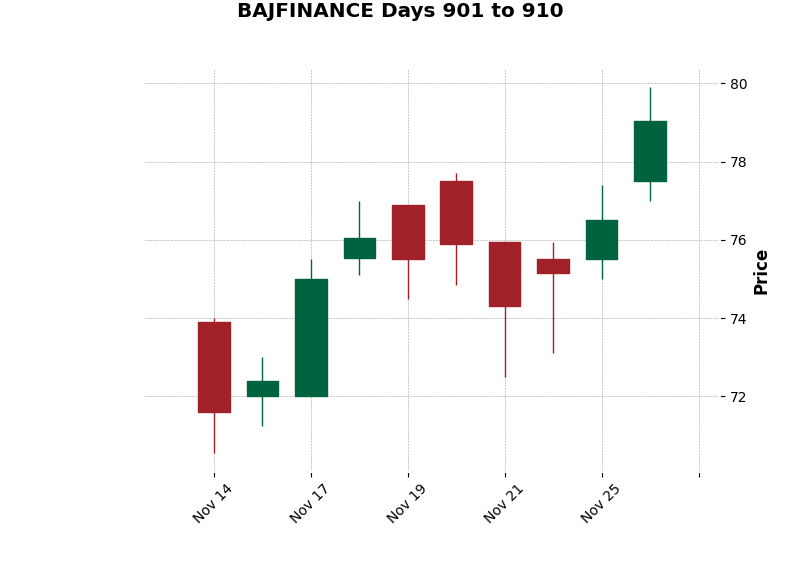 BAJFINANCE Days 901 to 910
80
78
76
74
72
Price
Nov 14
Nov 17
Nov 19
Nov 21
Nov 25